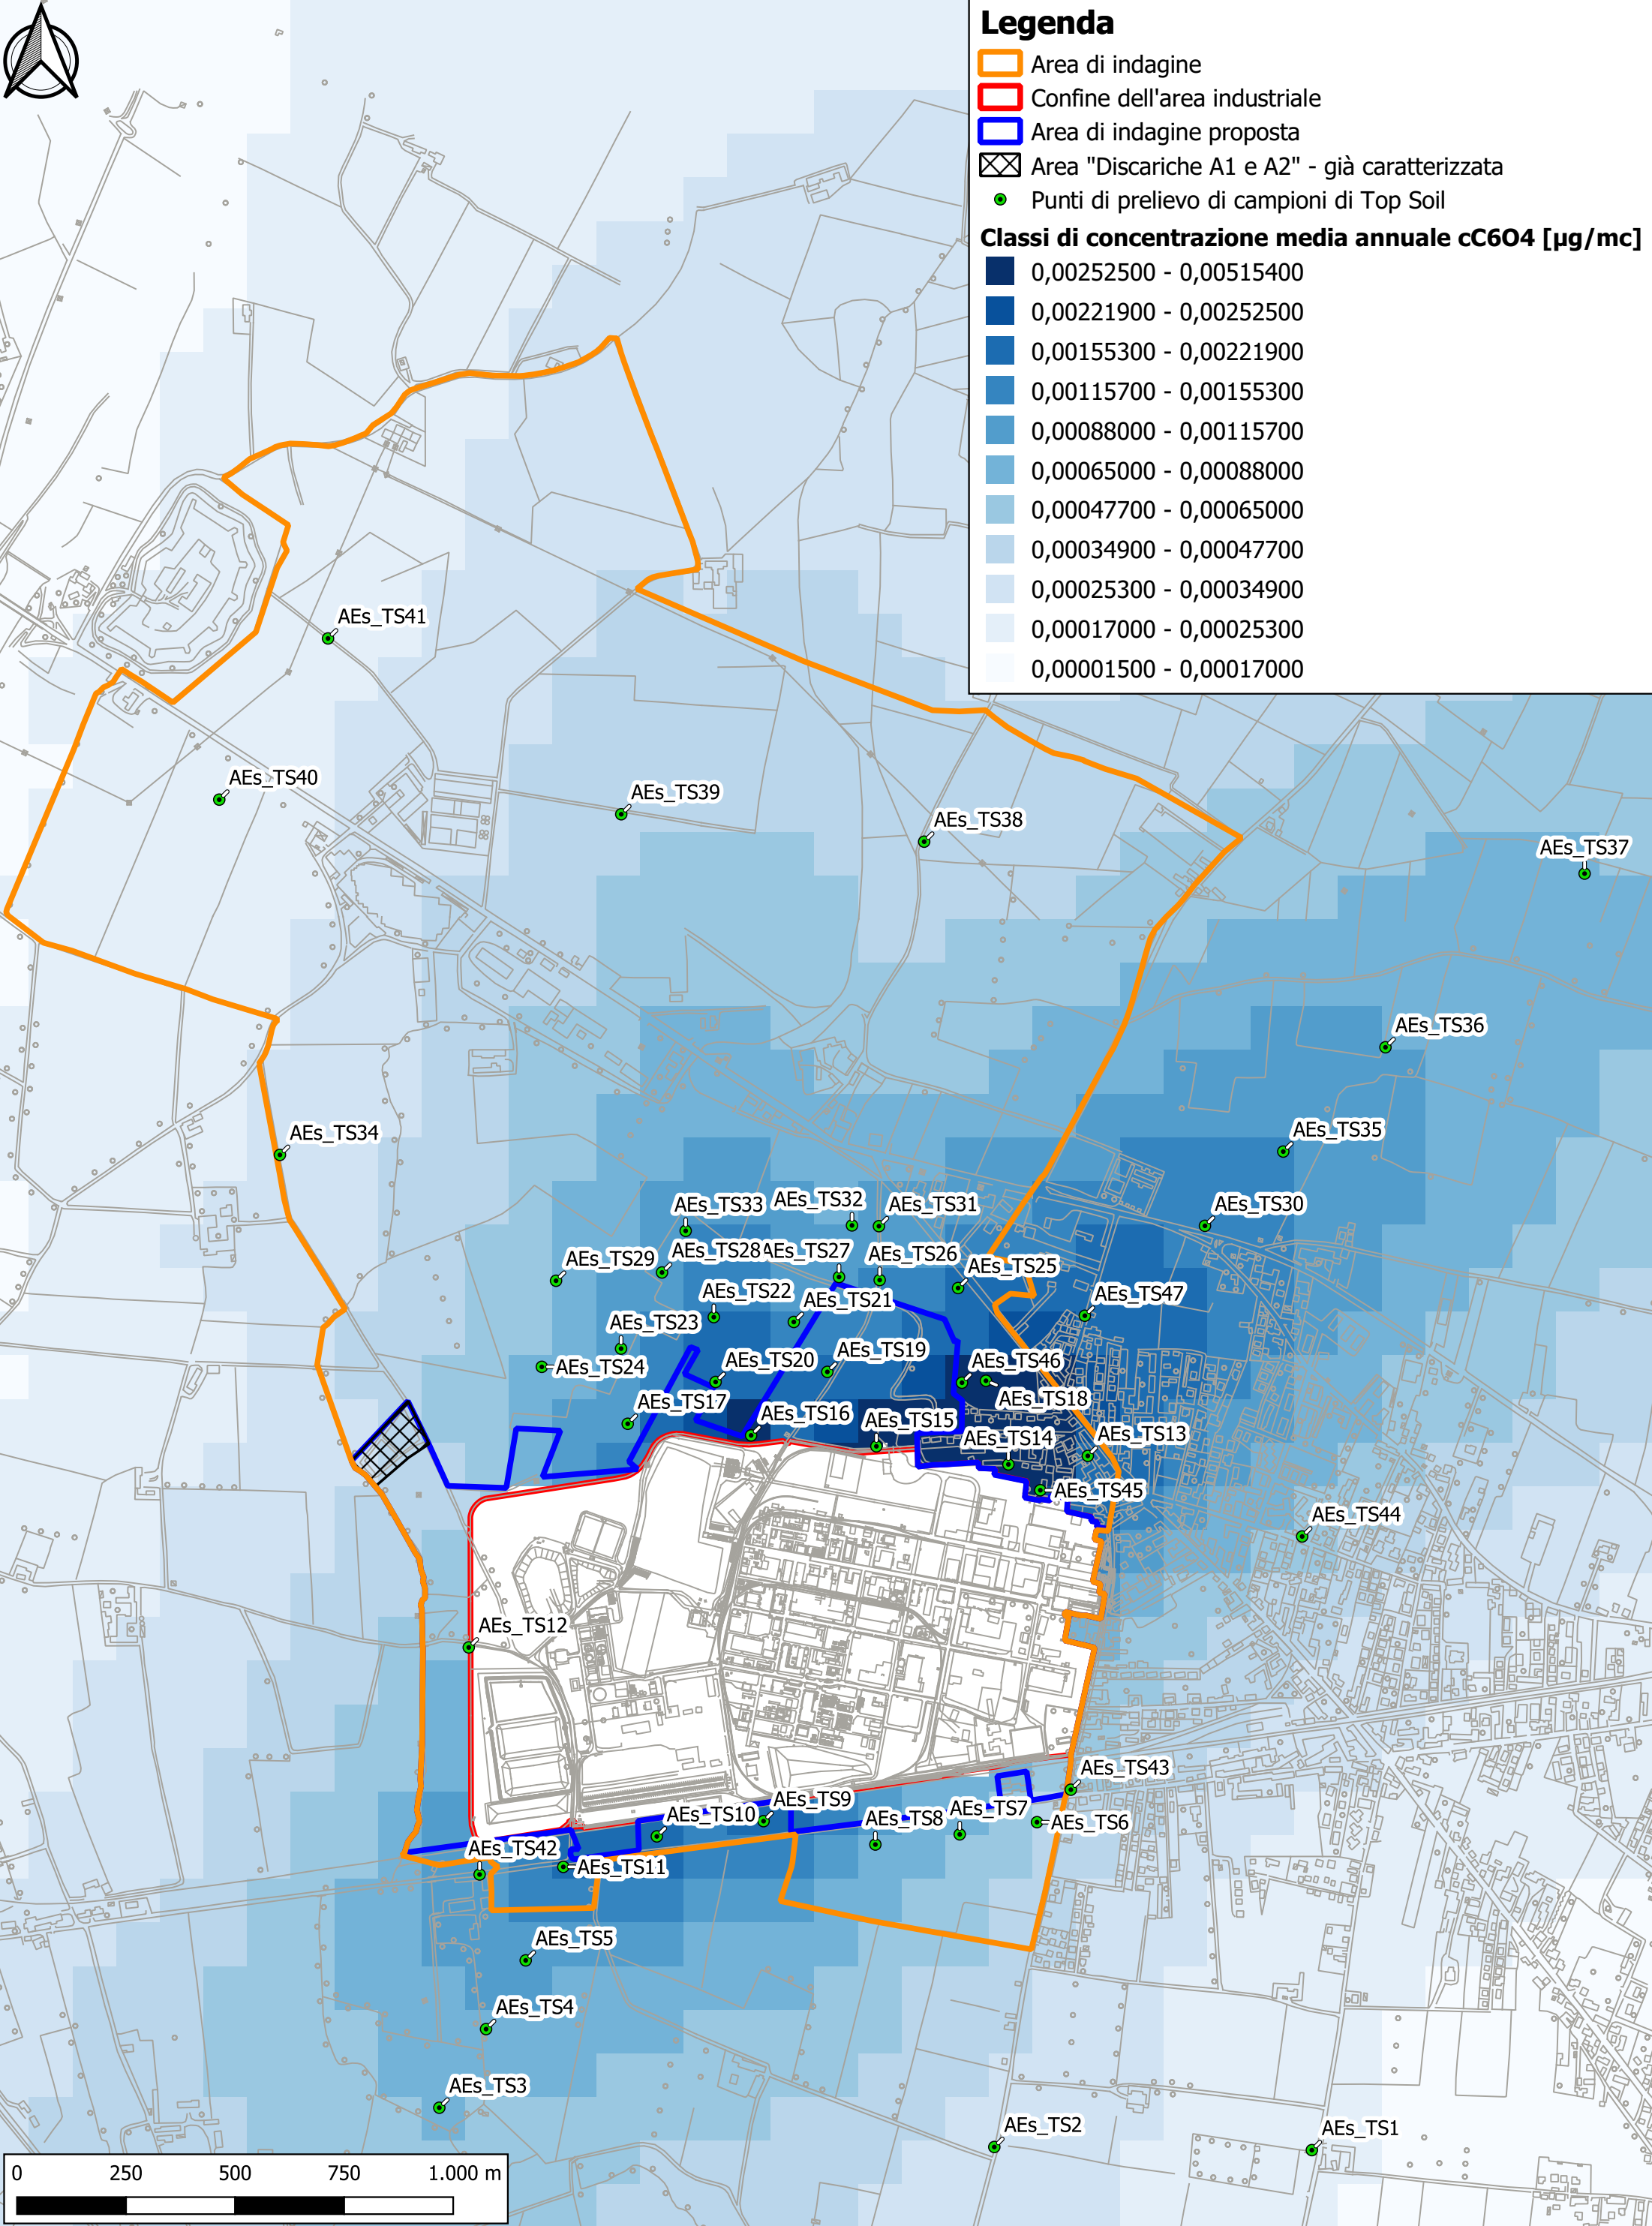 Legenda
Area di indagine
Confine dell'area industriale
Area di indagine proposta
Area "Discariche A1 e A2" - già caratterizzata
Punti di prelievo di campioni di Top Soil
Classi di concentrazione media annuale cC6O4 [µg/mc]
0,00252500 - 0,00515400
0,00221900 - 0,00252500
0,00155300 - 0,00221900
0,00115700 - 0,00155300
0,00088000 - 0,00115700
0,00065000 - 0,00088000
0,00047700 - 0,00065000
0,00034900 - 0,00047700
0,00025300 - 0,00034900
0,00017000 - 0,00025300
0,00001500 - 0,00017000
AEs_TS41
AEs_TS40
AEs_TS39
AEs_TS38
AEs_TS37
AEs_TS36
AEs_TS34
AEs_TS35
AEs_TS33
AEs_TS32
AEs_TS31
AEs_TS30
AEs_TS29
AEs_TS28
AEs_TS27
AEs_TS26
AEs_TS25
AEs_TS22
AEs_TS21
AEs_TS47
AEs_TS23
AEs_TS24
AEs_TS20
AEs_TS19
AEs_TS46
AEs_TS18
AEs_TS17
AEs_TS16
AEs_TS15
AEs_TS14
AEs_TS13
AEs_TS45
AEs_TS44
AEs_TS12
AEs_TS43
AEs_TS10
AEs_TS9
AEs_TS8
AEs_TS7
AEs_TS6
AEs_TS42
AEs_TS11
AEs_TS5
AEs_TS4
AEs_TS3
AEs_TS2
AEs_TS1
0 250 500 750 1.000 m